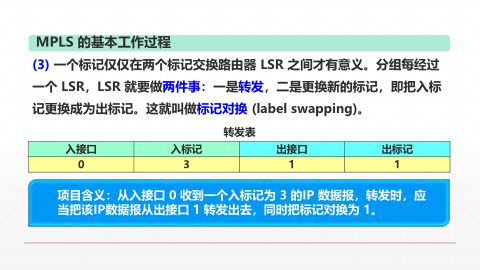 MPLS 的基本工作过程
(3) 一个标记仅仅在两个标记交换路由器 LSR 之间才有意义。分组每经过
一个 LSR，LSR 就要做两件事：一是转发，二是更换新的标记，即把入标
记更换成为出标记。这就叫做标记对换 (label swapping)。
转发表
入接口 入标记 出接口 出标记
0 3 1 1
项目含义：从入接口 0 收到一个入标记为 3 的IP 数据报，转发时，应
当把该IP数据报从出接口 1 转发出去，同时把标记对换为 1。